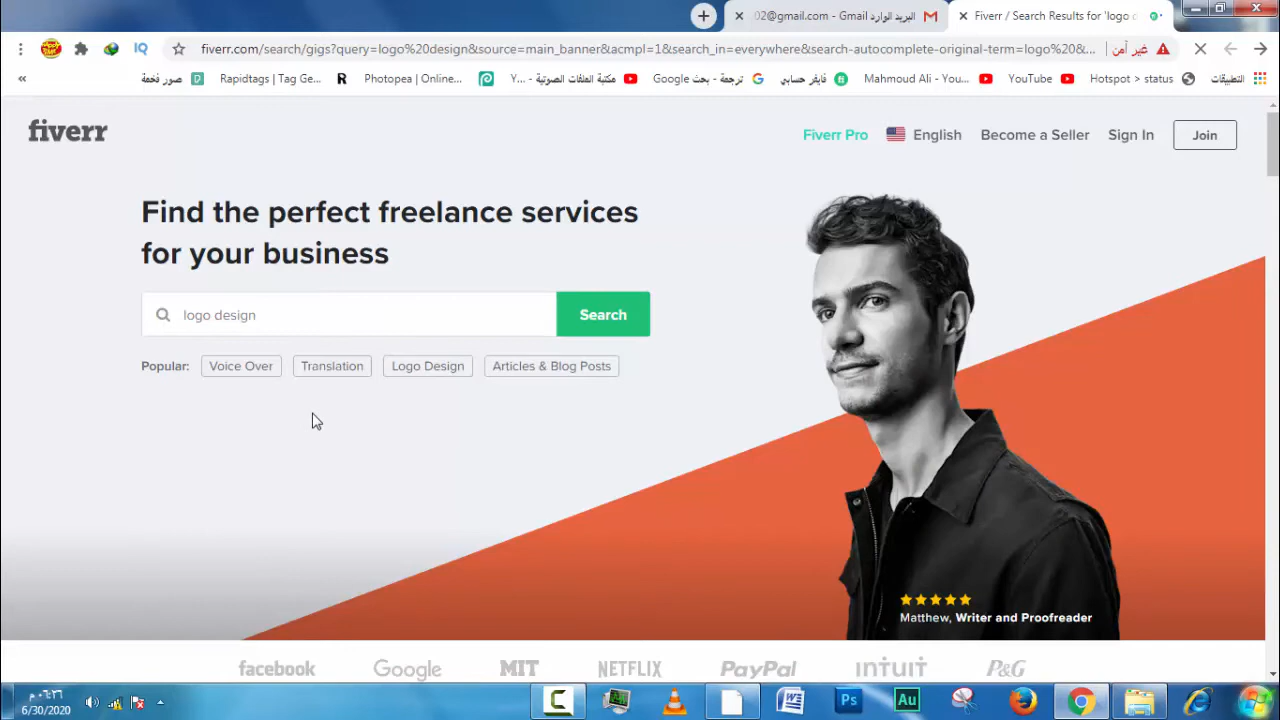 02@gmail.com - Gmail البريد الوارد
Fiverr / Search Results for 'logo d
fiverr.com/search/gigs?query=logo%20design&source=main_banner&acmpl=1&search_in=everywhere&search-autocomplete-original-term=logo%20&...
غير آمن
»
صور فخمة
Rapidtags | Tag Ge...
Photopea | Online...
مكتبة الملفات الصوتية - Y...
ترجمة - بحث Google
فايفر حسابي
Mahmoud Ali - You...
YouTube
Hotspot > status
التطبيقات
fiverr
Fiverr Pro
English
Become a Seller
Sign In
Join
Find the perfect freelance services
for your business
logo design
Search
Popular:
Voice Over
Translation
Logo Design
Articles & Blog Posts
Matthew, Writer and Proofreader
facebook
Google
MIT
NETFLIX
PayPal
intuit
P&G
6/30/2020
Ps
Au